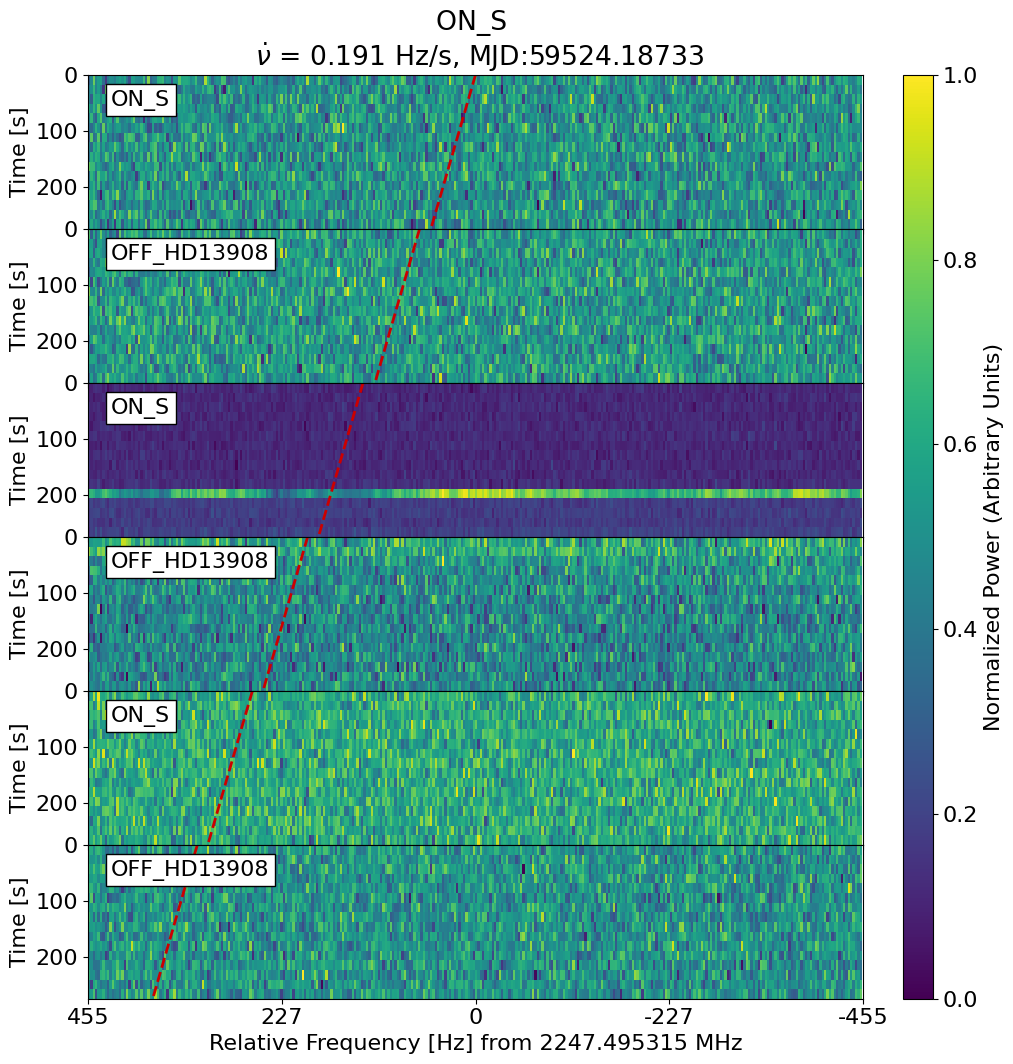 ON_S
ν̇ = 0.191 Hz/s, MJD:59524.18733
0
ON_S
100
200
Time [s]
0
OFF_HD13908
100
200
Time [s]
0
ON_S
100
200
Time [s]
0
OFF_HD13908
100
200
Time [s]
0
ON_S
100
200
Time [s]
0
OFF_HD13908
100
200
Time [s]
455 227 0 -227 -455
Relative Frequency [Hz] from 2247.495315 MHz
1.0
0.8
0.6
0.4
0.2
0.0
Normalized Power (Arbitrary Units)